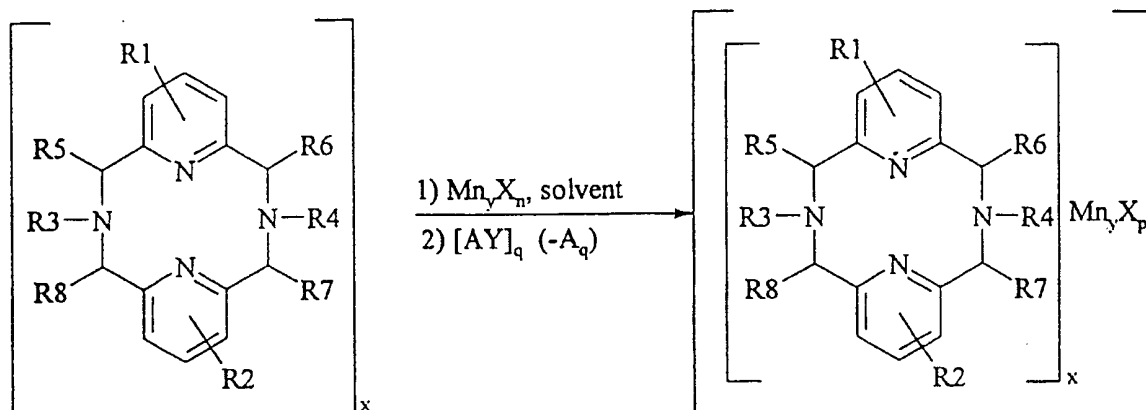 R1
R5 R6
N
R3 N N R4
N
R8 R7
R2
x
1) MnyXn, solvent
2) [AY]q (-Aq)
R1
R5 R6
N
R3 N N R4 MnyXp
N
R8 R7
R2
x